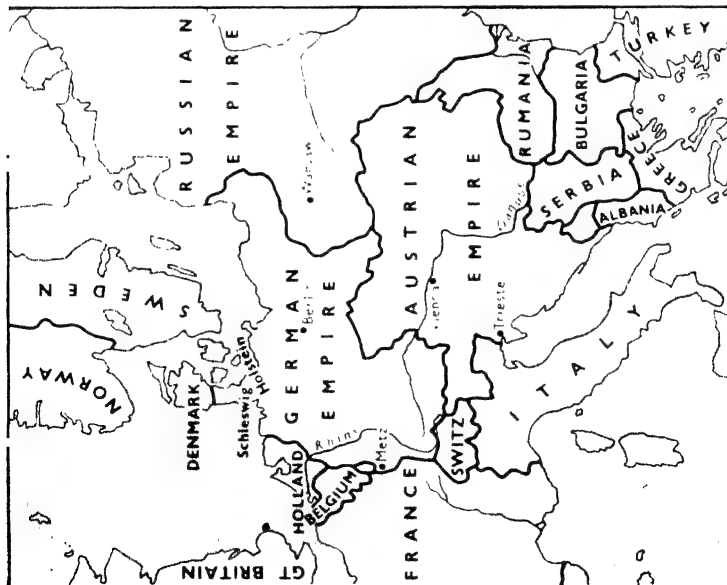 NORWAY
SWEDEN
RUSSIAN
EMPIRE
DENMARK
Schleswig
Holstein
GERMAN
EMPIRE
Berlin
Warsaw
GT BRITAIN
HOLLAND
BELGIUM
Rhine
Metz
FRANCE
SWITZ
AUSTRIAN
EMPIRE
Vienna
Trieste
Danube
ITALY
RUMANIA
BULGARIA
SERBIA
ALBANIA
GREECE
TURKEY